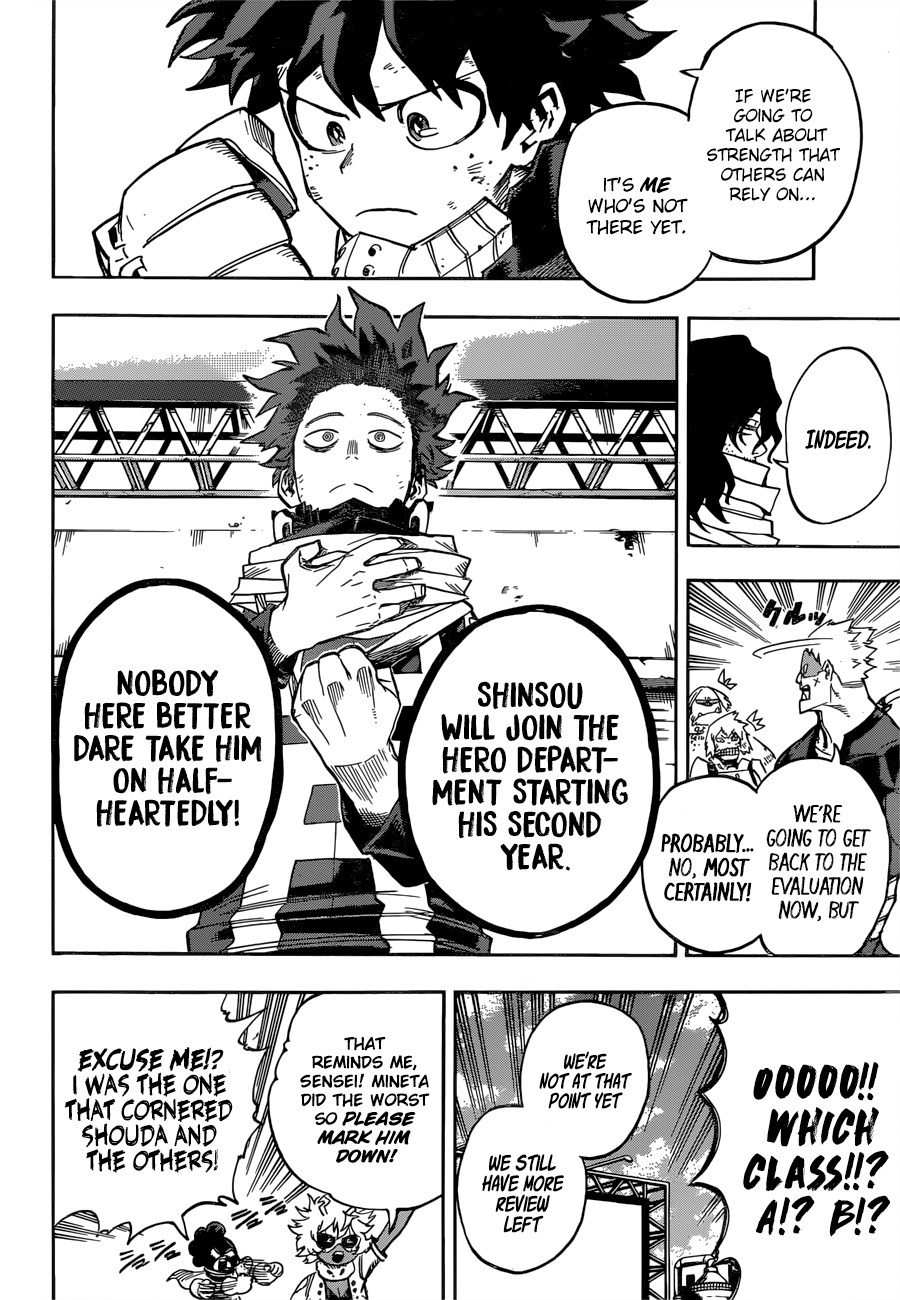 IF WE'RE
GOING TO
TALK ABOUT
STRENGTH THAT
OTHERS CAN
RELY ON...
IT'S ME
WHO'S NOT
THERE YET.
INDEED.
クルッ
WE'RE
GOING TO GET
BACK TO THE
EVALUATION
NOW, BUT
PROBABLY...
NO, MOST
CERTAINLY!
SHINSOU
WILL JOIN THE
HERO DEPART-
MENT STARTING
HIS SECOND
YEAR.
NOBODY
HERE BETTER
DARE TAKE HIM
ON HALF-
HEARTEDLY!
OOOOO!!
WHICH
CLASS!!?
A!? B!?
WE'RE
NOT AT THAT
POINT YET
WE STILL
HAVE MORE
REVIEW
LEFT
THAT
REMINDS ME,
SENSEI! MINETA
DID THE WORST
SO PLEASE
MARK HIM
DOWN!
EXCUSE ME!?
I WAS THE ONE
THAT CORNERED
SHOUDA AND
THE OTHERS!